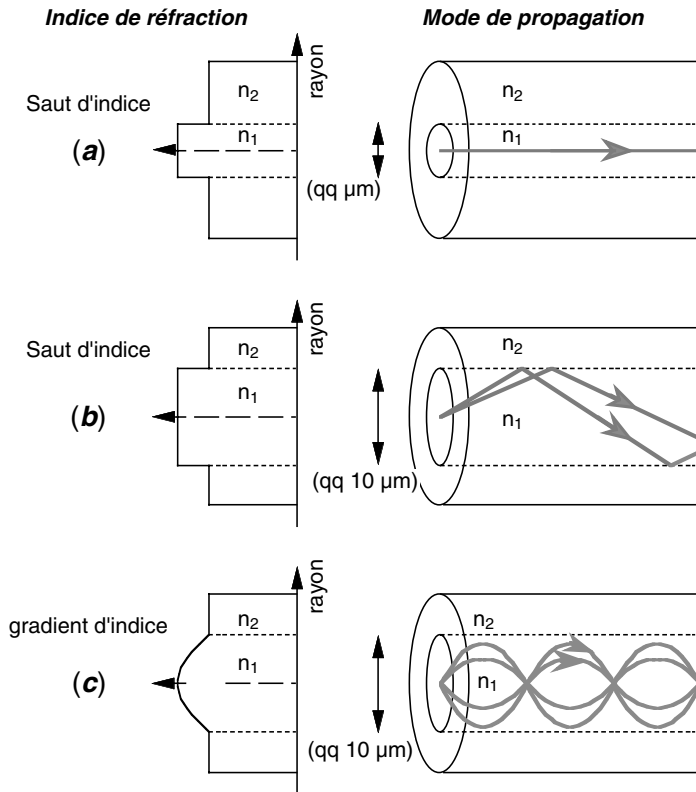 Indice de réfraction
Mode de propagation
Saut d'indice
(a)
n2
n1
rayon
(qq µm)
n2
n1
Saut d'indice
(b)
n2
n1
rayon
(qq 10 µm)
n2
n1
gradient d'indice
(c)
n2
n1
rayon
(qq 10 µm)
n2
n1